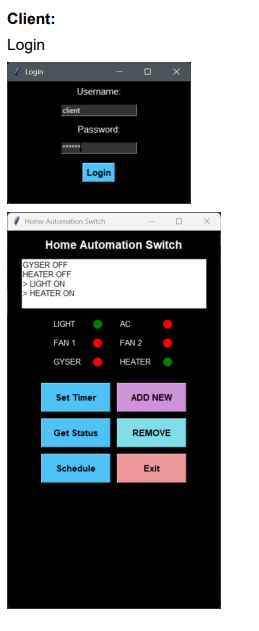 Client:
Login
Login
Username:
client
Password:
******
Login
Home Automation Switch
Home Automation Switch
GYSER OFF
HEATER OFF
> LIGHT ON
> HEATER ON
LIGHT AC
FAN 1 FAN 2
GYSER HEATER
Set Timer ADD NEW
Get Status REMOVE
Schedule Exit